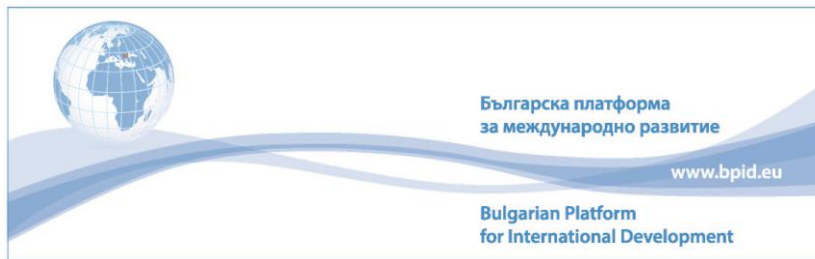 Българска платформа
за международно развитие
www.bpid.eu
Bulgarian Platform
for International Development